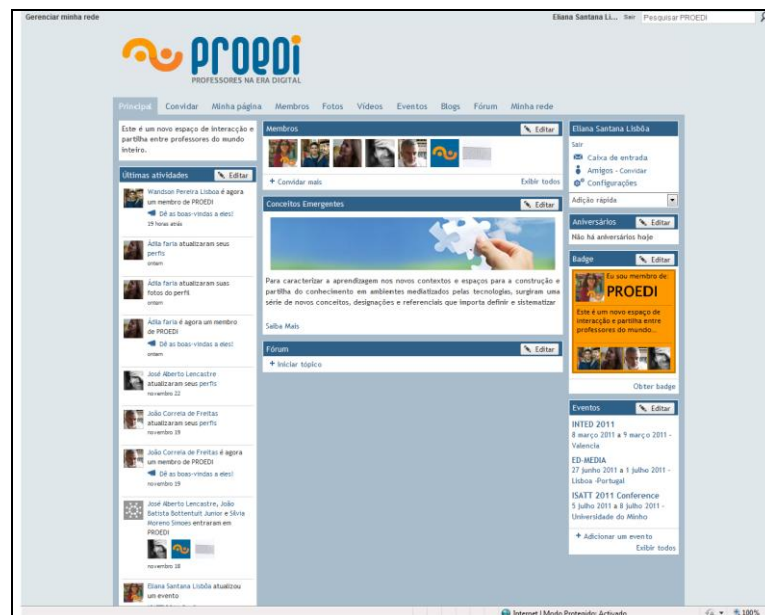 Gerenciar minha rede
Eliana Santana Li... Sair Pesquisar PROEDI
PROEDI
PROFESSORES NA ERA DIGITAL
Principal Convidar Minha página Membros Fotos Vídeos Eventos Blogs Fórum Minha rede
Este é um novo espaço de interacção e
partilha entre professores do mundo
inteiro.
Últimas atividades Editar
Wandson Pereira Lisboa é agora
um membro de PROEDI
Dê as boas-vindas a eles!
19 horas atrás
Ádila faria atualizaram seus
perfis
ontem
Ádila faria atualizaram suas
fotos do perfil
ontem
Ádila faria é agora um membro
de PROEDI
Dê as boas-vindas a eles!
ontem
José Alberto Lencastre
atualizaram seus perfis
novembro 22
João Correia de Freitas
atualizaram seus perfis
novembro 19
João Correia de Freitas é agora
um membro de PROEDI
Dê as boas-vindas a eles!
novembro 19
José Alberto Lencastre, João
Batista Bottentuit Junior e Sílvia
Moreno Simoes entraram em
PROEDI
novembro 18
Eliana Santana Lisbôa atualizou
um evento
Membros Editar
+ Convidar mais Exibir todos
Conceitos Emergentes Editar
Para caracterizar a aprendizagem nos novos contextos e espaços para a construção e
partilha do conhecimento em ambientes mediatizados pelas tecnologias, surgiram uma
série de novos conceitos, designações e referenciais que importa definir e sistematizar
Saiba Mais
Fórum Editar
+ Iniciar tópico
Eliana Santana Lisbôa
Sair
Caixa de entrada
Amigos - Convidar
Configurações
Adição rápida
Aniversários Editar
Não há aniversários hoje
Badge Editar
Eu sou membro de:
PROEDI
Este é um novo espaço de
interacção e partilha entre
professores do mundo...
Obter badge
Eventos Editar
INTED 2011
8 março 2011 a 9 março 2011 -
Valencia
ED-MEDIA
27 junho 2011 a 1 julho 2011 -
Lisboa -Portugal
ISATT 2011 Conference
5 julho 2011 a 8 julho 2011 -
Universidade do Minho
+ Adicionar um evento
Exibir todos
Internet | Modo Protegido: Activado 100%